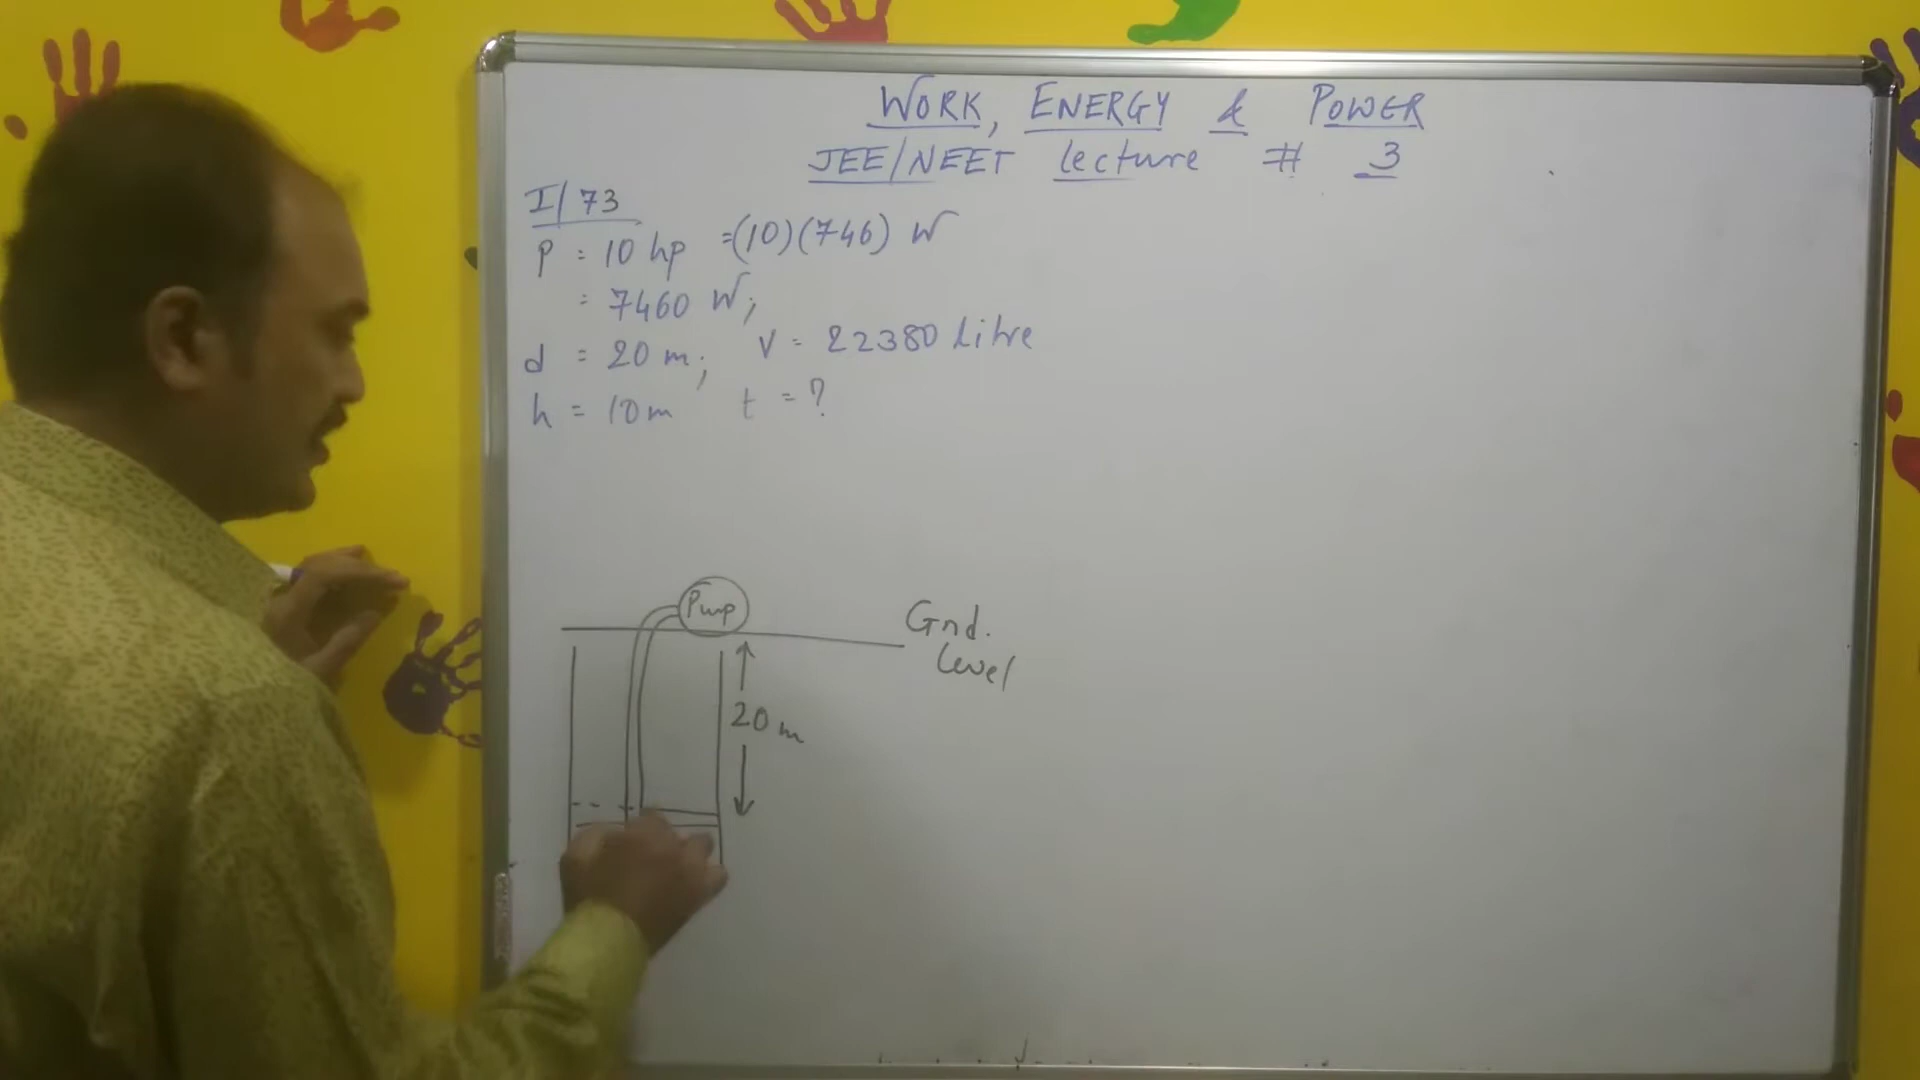 WORK, ENERGY & POWER
JEE/NEET Lecture # 3
I/73
P = 10 hp = (10)(746) W
= 7460 W;
d = 20 m; V = 22380 Litre
h = 10 m t = ?
Pump
Gnd.
Level
20 m